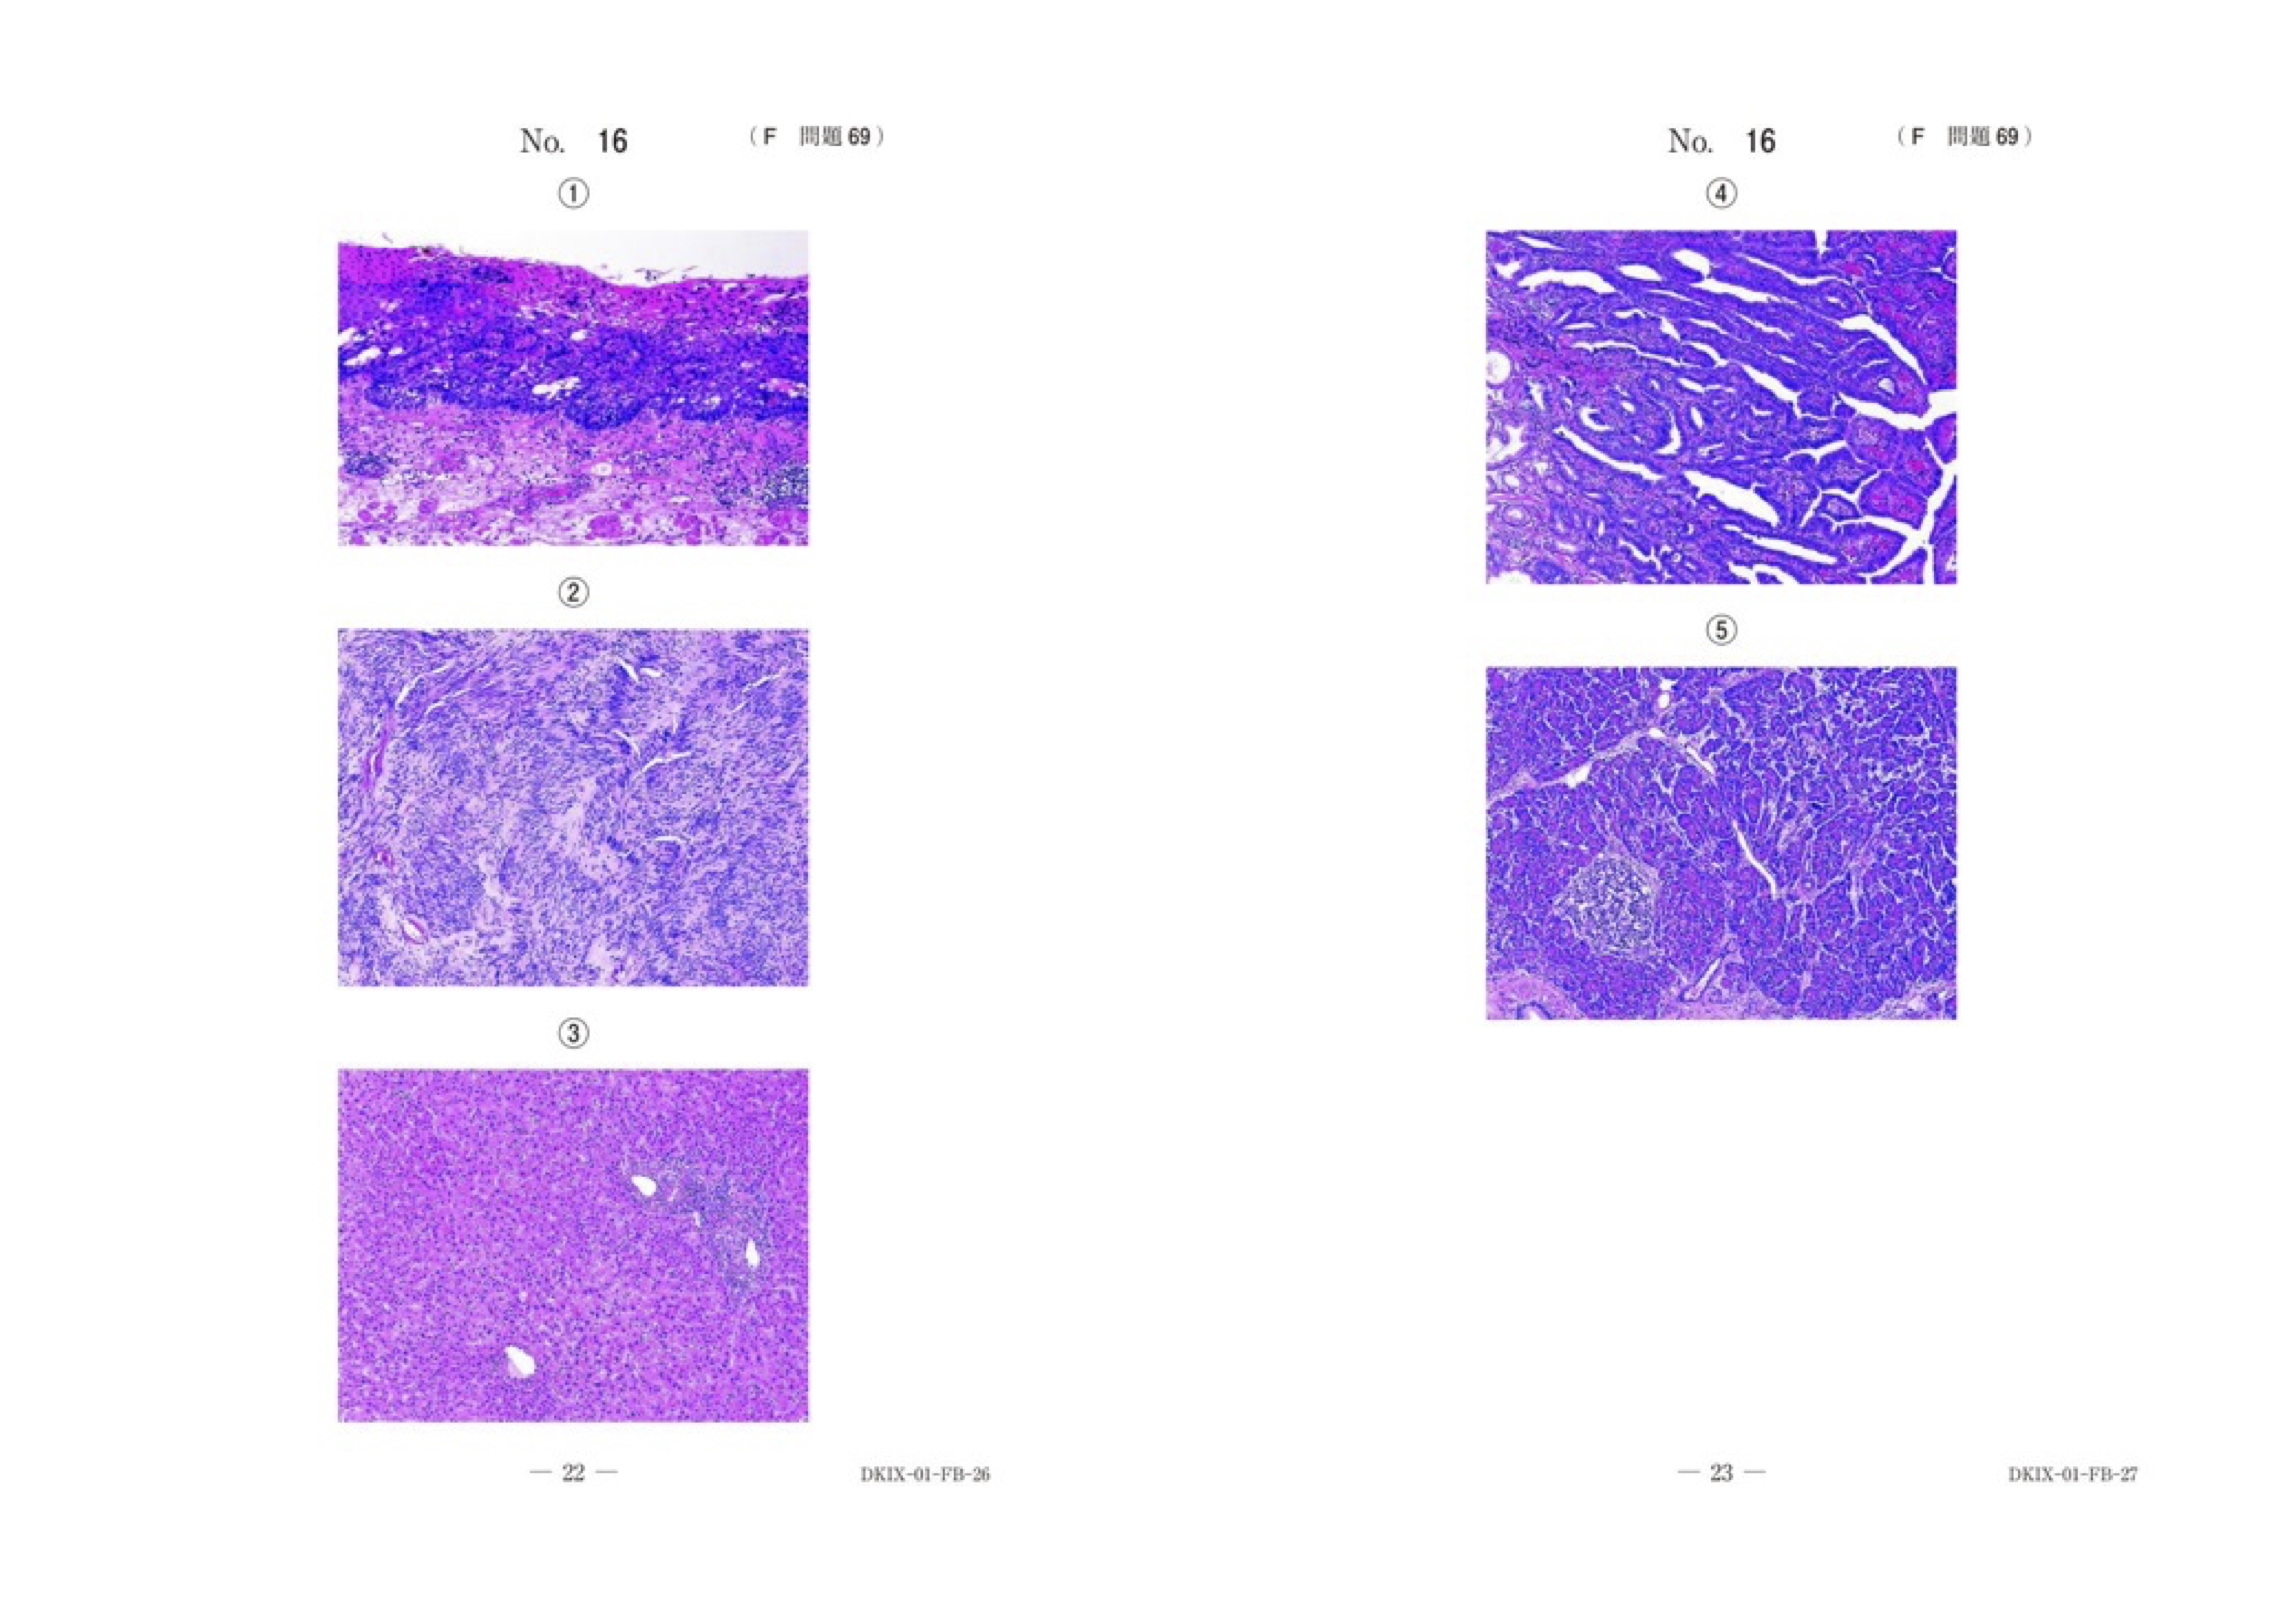 No. 16 （F 問題 69）
①
②
③
— 22 — DKIX-01-FB-26
No. 16 （F 問題 69）
④
⑤
— 23 — DKIX-01-FB-27